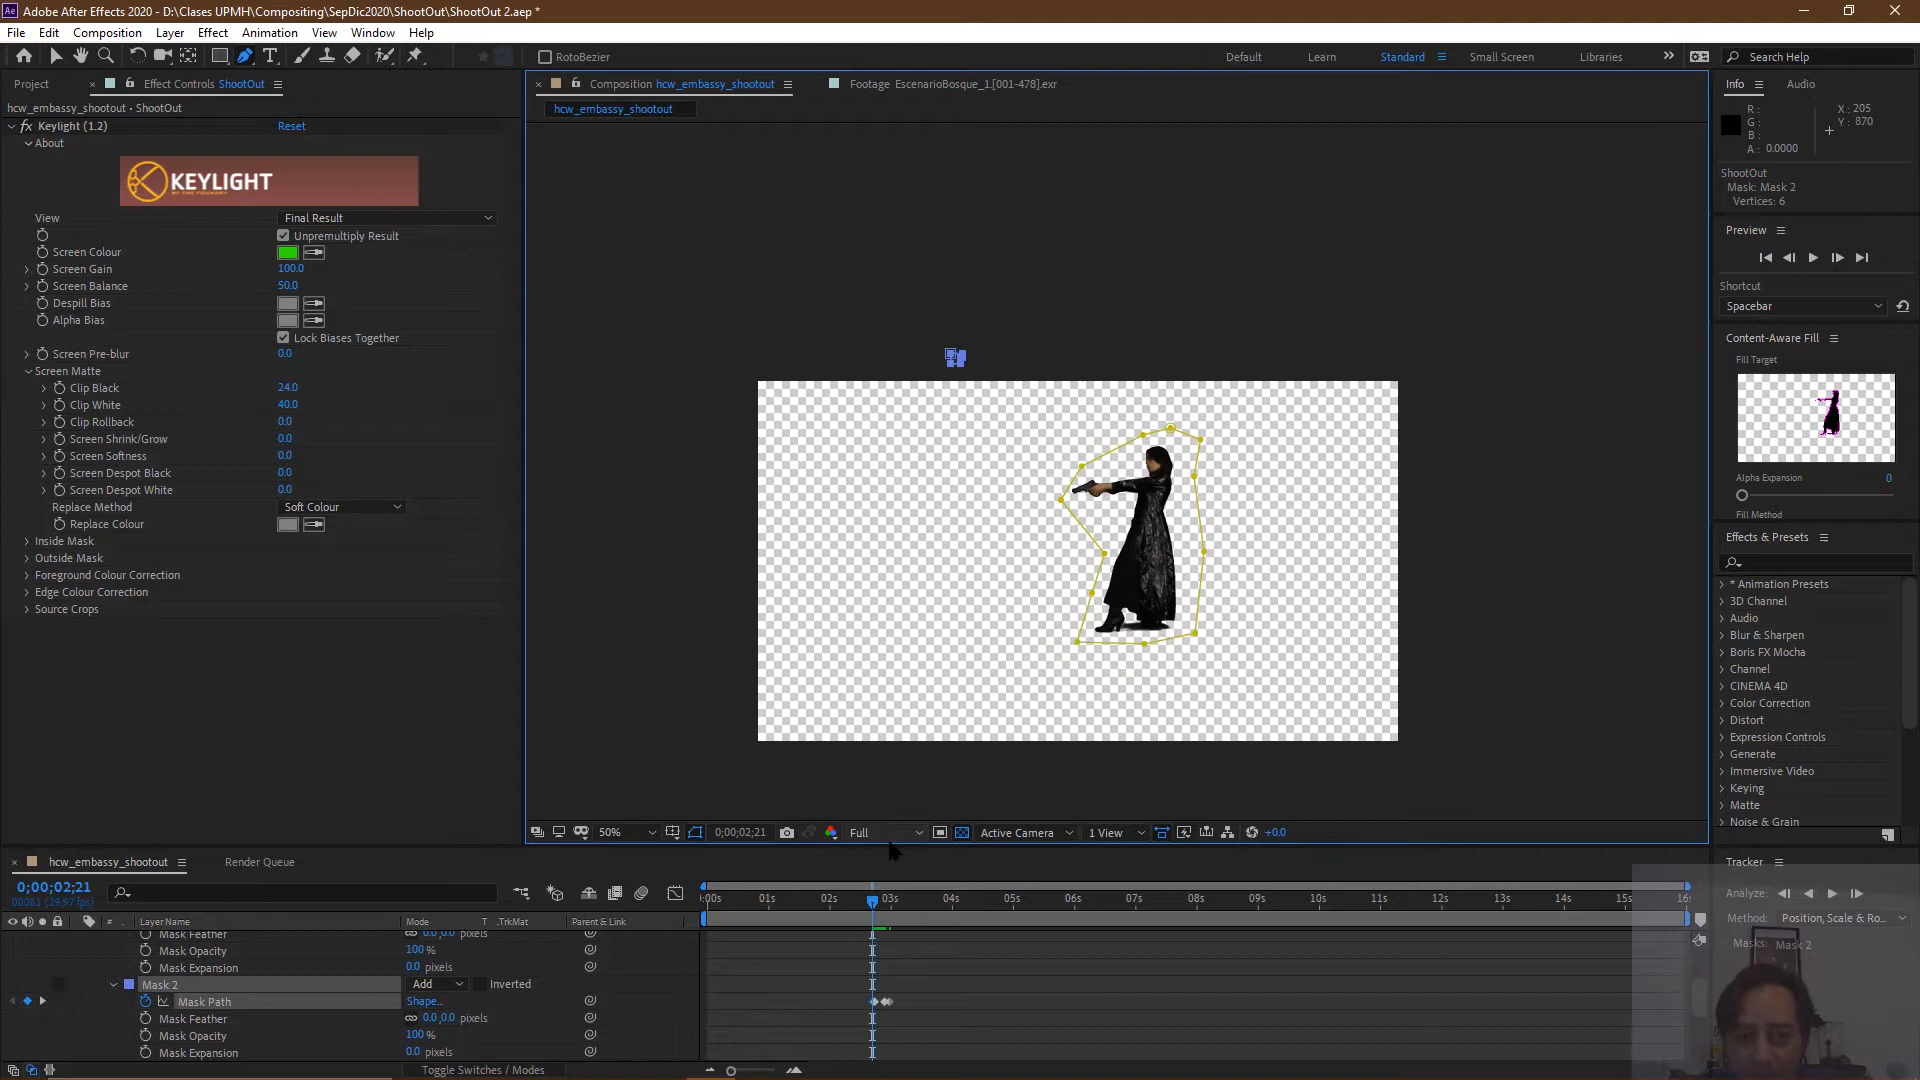 Adobe After Effects 2020 - D:\Clases UPMH\Compositing\SepDic2020\ShootOut\ShootOut 2.aep *
File Edit Composition Layer Effect Animation View Window Help
RotoBezier
Default Learn Standard Small Screen Libraries Search Help
Project Effect Controls ShootOut
hcw_embassy_shootout • ShootOut
Keylight (1.2) Reset
About
KEYLIGHT
BY THE FOUNDRY
View Final Result
Unpremultiply Result
Screen Colour
Screen Gain 100.0
Screen Balance 50.0
Despill Bias
Alpha Bias
Lock Biases Together
Screen Pre-blur 0.0
Screen Matte
Clip Black 24.0
Clip White 40.0
Clip Rollback 0.0
Screen Shrink/Grow 0.0
Screen Softness 0.0
Screen Despot Black 0.0
Screen Despot White 0.0
Replace Method Soft Colour
Replace Colour
Inside Mask
Outside Mask
Foreground Colour Correction
Edge Colour Correction
Source Crops
Composition hcw_embassy_shootout
Footage EscenarioBosque_1.[001-478].exr
hcw_embassy_shootout
50% 0;00;02;21 Full Active Camera 1 View +0.0
Info Audio
R :
G :
B :
A : 0.0000
X : 205
Y : 870
ShootOut
Mask: Mask 2
Vertices: 6
Preview
Shortcut
Spacebar
Content-Aware Fill
Fill Target
Alpha Expansion 0
Fill Method
Effects & Presets
* Animation Presets
3D Channel
Audio
Blur & Sharpen
Boris FX Mocha
Channel
CINEMA 4D
Color Correction
Distort
Expression Controls
Generate
Immersive Video
Keying
Matte
Noise & Grain
Tracker
Analyze:
Method: Position, Scale & Ro...
Masks: Mask 2
hcw_embassy_shootout Render Queue
0;00;02;21
00081 (29.97 fps)
:00s 01s 02s 03s 04s 05s 06s 07s 08s 09s 10s 11s 12s 13s 14s 15s 16s
# Layer Name Mode T .TrkMat Parent & Link
Mask Feather 0.0,0.0 pixels
Mask Opacity 100 %
Mask Expansion 0.0 pixels
Mask 2 Add Inverted
Mask Path Shape...
Mask Feather 0.0,0.0 pixels
Mask Opacity 100 %
Mask Expansion 0.0 pixels
Toggle Switches / Modes